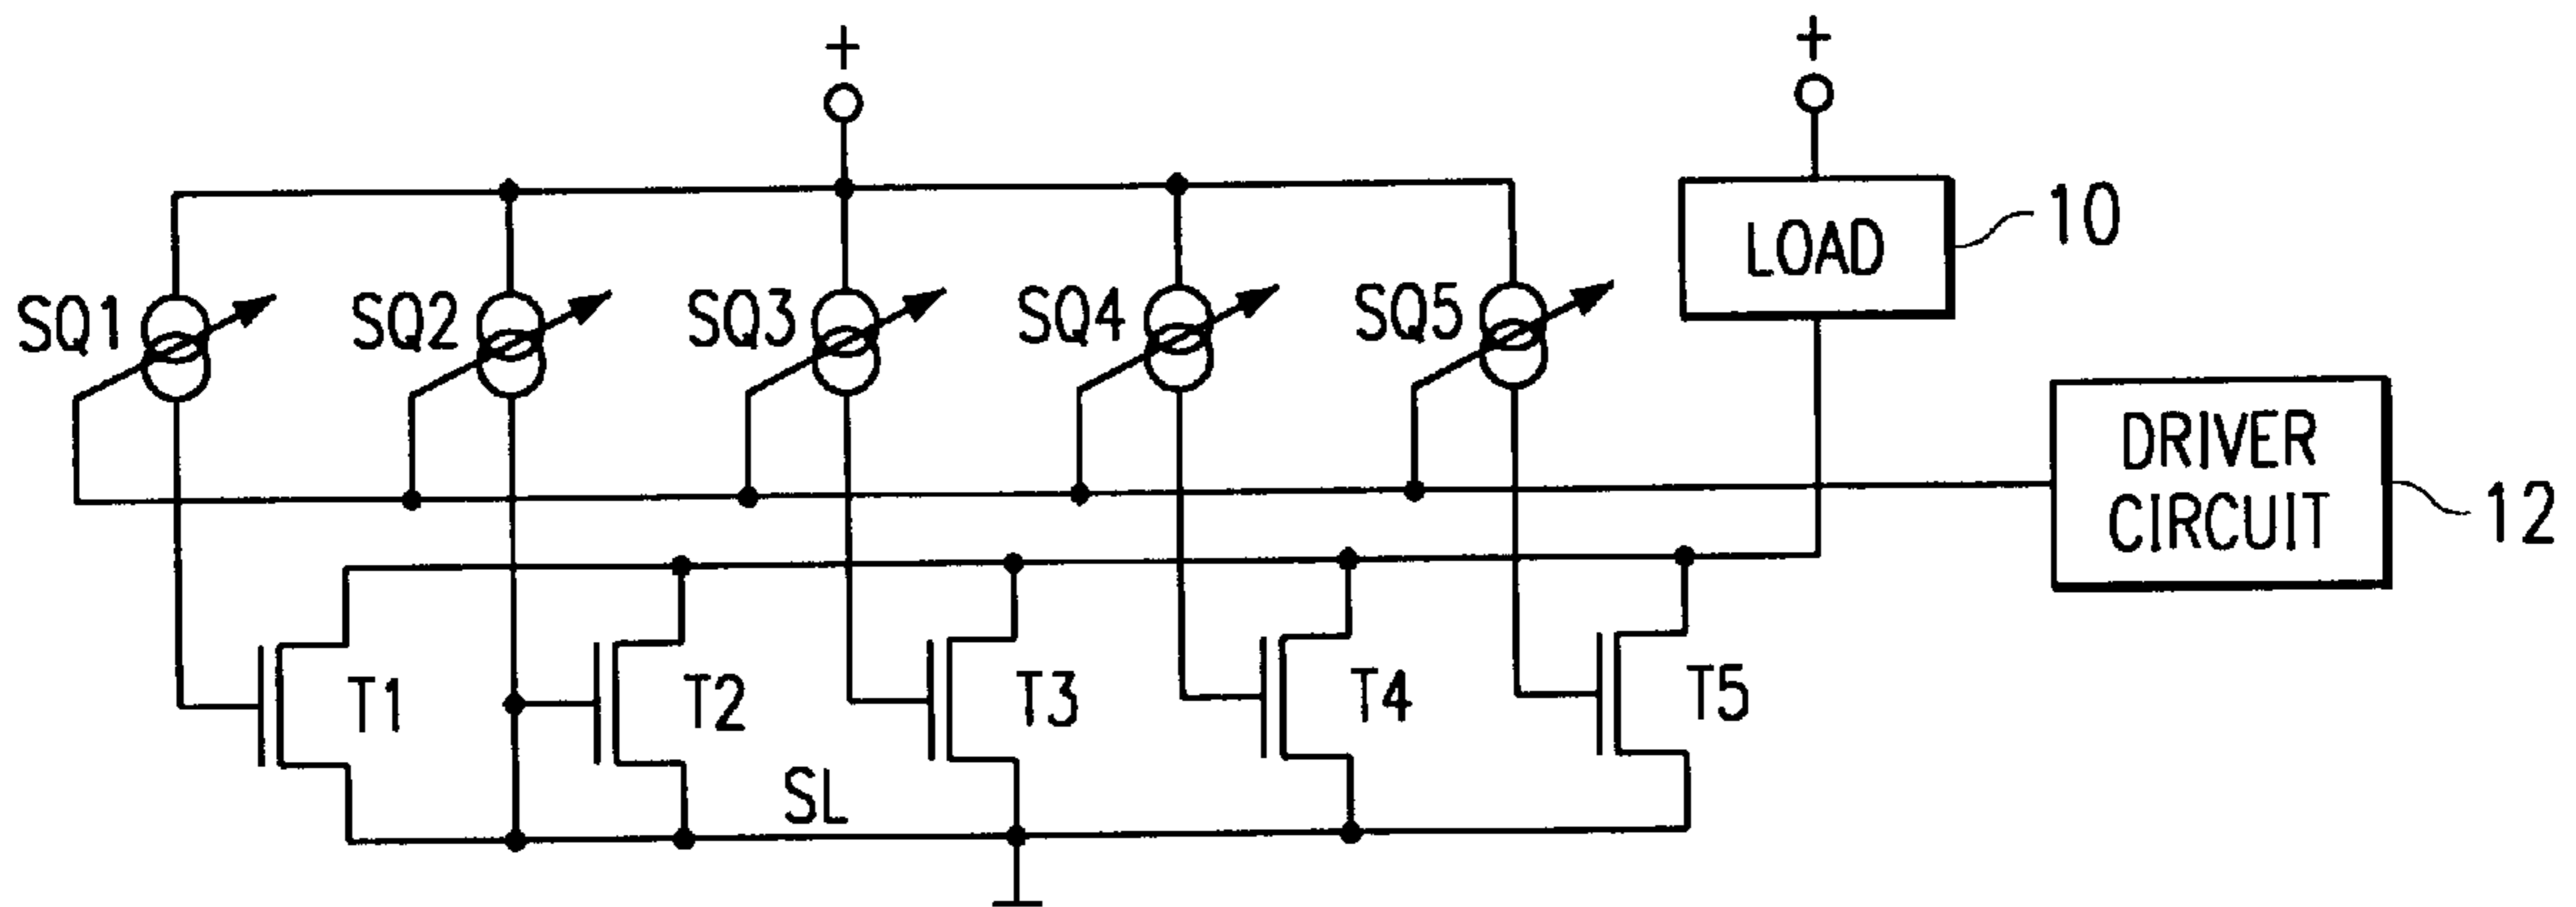 +
+
LOAD
10
SQ1
SQ2
SQ3
SQ4
SQ5
DRIVER
CIRCUIT
12
T1
T2
T3
T4
T5
SL